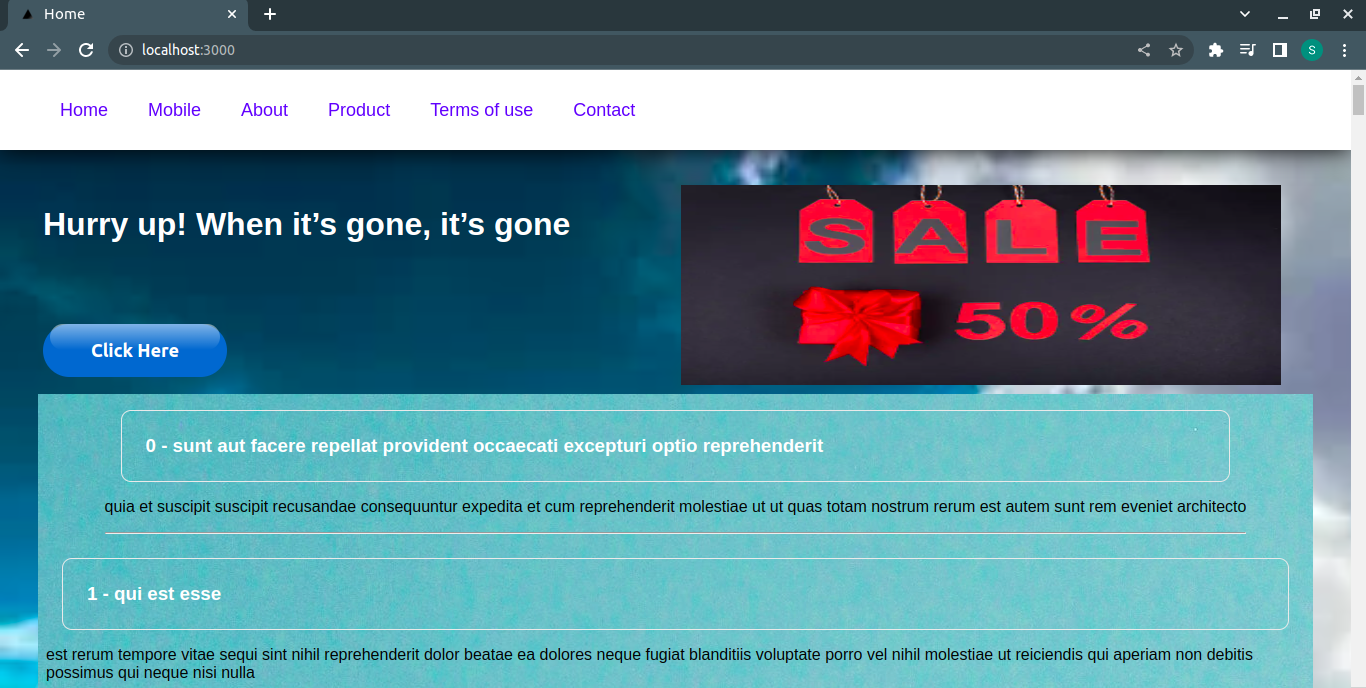 Home
localhost:3000
S
Home Mobile About Product Terms of use Contact
Hurry up! When it’s gone, it’s gone
SALE
50%
Click Here
0 - sunt aut facere repellat provident occaecati excepturi optio reprehenderit
quia et suscipit suscipit recusandae consequuntur expedita et cum reprehenderit molestiae ut ut quas totam nostrum rerum est autem sunt rem eveniet architecto
1 - qui est esse
est rerum tempore vitae sequi sint nihil reprehenderit dolor beatae ea dolores neque fugiat blanditiis voluptate porro vel nihil molestiae ut reiciendis qui aperiam non debitis
possimus qui neque nisi nulla